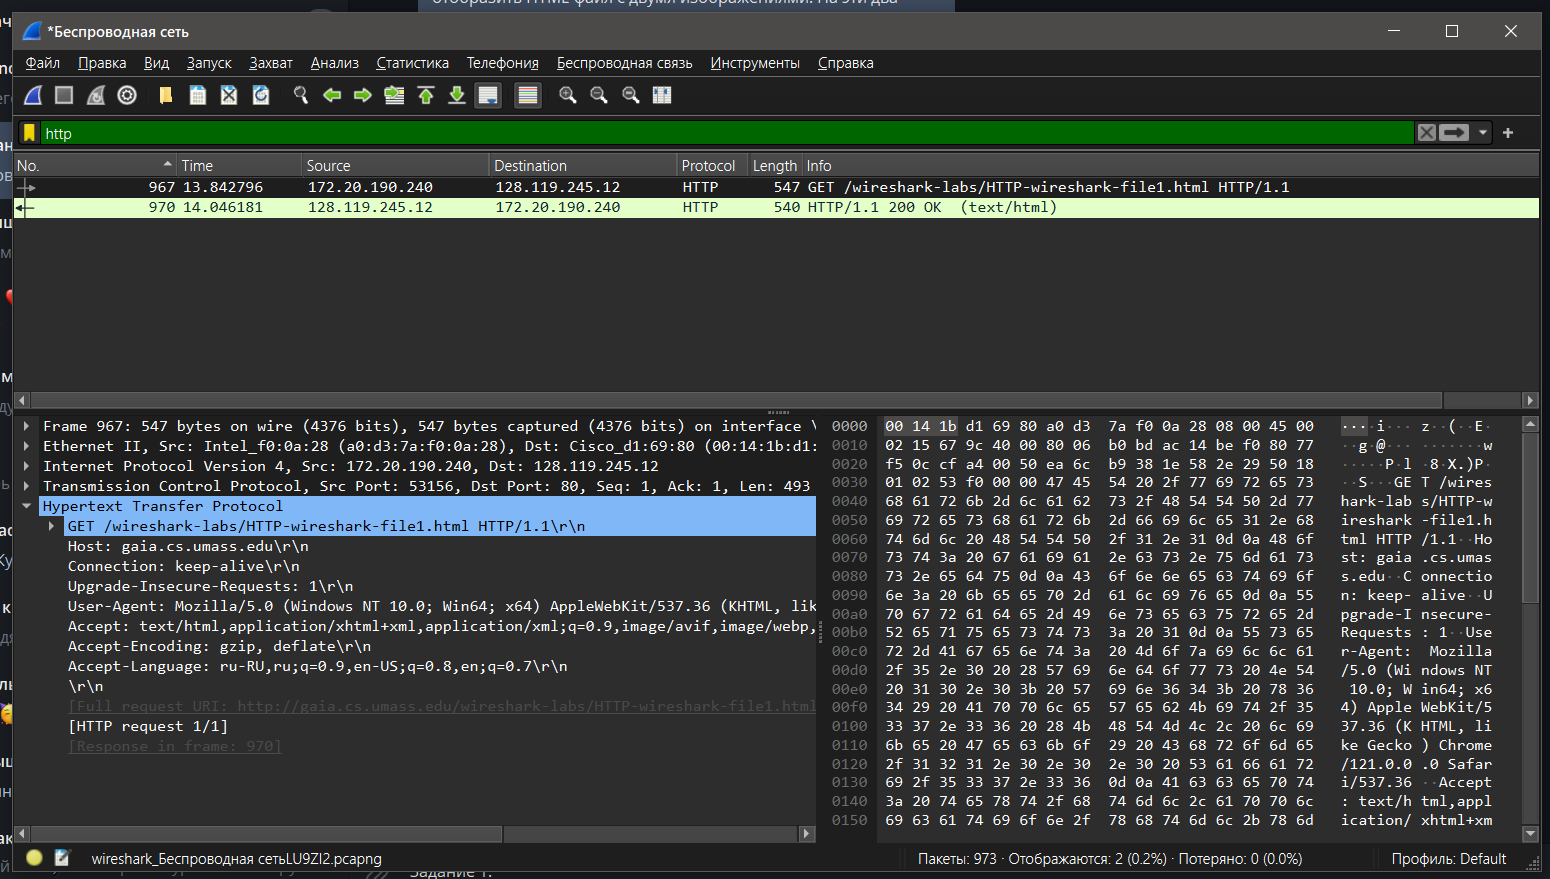 *Беспроводная сеть
Файл Правка Вид Запуск Захват Анализ Статистика Телефония Беспроводная связь Инструменты Справка
http
No. Time Source Destination Protocol Length Info
967 13.842796 172.20.190.240 128.119.245.12 HTTP 547 GET /wireshark-labs/HTTP-wireshark-file1.html HTTP/1.1
970 14.046181 128.119.245.12 172.20.190.240 HTTP 540 HTTP/1.1 200 OK (text/html)
Frame 967: 547 bytes on wire (4376 bits), 547 bytes captured (4376 bits) on interface \
Ethernet II, Src: Intel_f0:0a:28 (a0:d3:7a:f0:0a:28), Dst: Cisco_d1:69:80 (00:14:1b:d1:
Internet Protocol Version 4, Src: 172.20.190.240, Dst: 128.119.245.12
Transmission Control Protocol, Src Port: 53156, Dst Port: 80, Seq: 1, Ack: 1, Len: 493
Hypertext Transfer Protocol
GET /wireshark-labs/HTTP-wireshark-file1.html HTTP/1.1\r\n
Host: gaia.cs.umass.edu\r\n
Connection: keep-alive\r\n
Upgrade-Insecure-Requests: 1\r\n
User-Agent: Mozilla/5.0 (Windows NT 10.0; Win64; x64) AppleWebKit/537.36 (KHTML, lik
Accept: text/html,application/xhtml+xml,application/xml;q=0.9,image/avif,image/webp,
Accept-Encoding: gzip, deflate\r\n
Accept-Language: ru-RU,ru;q=0.9,en-US;q=0.8,en;q=0.7\r\n
\r\n
[Full request URI: http://gaia.cs.umass.edu/wireshark-labs/HTTP-wireshark-file1.html
[HTTP request 1/1]
[Response in frame: 970]
0000 00 14 1b d1 69 80 a0 d3 7a f0 0a 28 08 00 45 00 ····i··· z··(··E·
0010 02 15 67 9c 40 00 80 06 b0 bd ac 14 be f0 80 77 ··g·@··· ·······w
0020 f5 0c cf a4 00 50 ea 6c b9 38 1e 58 2e 29 50 18 ·····P·l ·8·X.)P·
0030 01 02 53 f0 00 00 47 45 54 20 2f 77 69 72 65 73 ··S···GE T /wires
0040 68 61 72 6b 2d 6c 61 62 73 2f 48 54 54 50 2d 77 hark-lab s/HTTP-w
0050 69 72 65 73 68 61 72 6b 2d 66 69 6c 65 31 2e 68 ireshark -file1.h
0060 74 6d 6c 20 48 54 54 50 2f 31 2e 31 0d 0a 48 6f tml HTTP /1.1··Ho
0070 73 74 3a 20 67 61 69 61 2e 63 73 2e 75 6d 61 73 st: gaia .cs.umas
0080 73 2e 65 64 75 0d 0a 43 6f 6e 6e 65 63 74 69 6f s.edu··C onnectio
0090 6e 3a 20 6b 65 65 70 2d 61 6c 69 76 65 0d 0a 55 n: keep- alive··U
00a0 70 67 72 61 64 65 2d 49 6e 73 65 63 75 72 65 2d pgrade-I nsecure-
00b0 52 65 71 75 65 73 74 73 3a 20 31 0d 0a 55 73 65 Requests : 1··Use
00c0 72 2d 41 67 65 6e 74 3a 20 4d 6f 7a 69 6c 6c 61 r-Agent: Mozilla
00d0 2f 35 2e 30 20 28 57 69 6e 64 6f 77 73 20 4e 54 /5.0 (Wi ndows NT
00e0 20 31 30 2e 30 3b 20 57 69 6e 36 34 3b 20 78 36 10.0; W in64; x6
00f0 34 29 20 41 70 70 6c 65 57 65 62 4b 69 74 2f 35 4) Apple WebKit/5
0100 33 37 2e 33 36 20 28 4b 48 54 4d 4c 2c 20 6c 69 37.36 (K HTML, li
0110 6b 65 20 47 65 63 6b 6f 29 20 43 68 72 6f 6d 65 ke Gecko ) Chrome
0120 2f 31 32 31 2e 30 2e 30 2e 30 20 53 61 66 61 72 /121.0.0 .0 Safar
0130 69 2f 35 33 37 2e 33 36 0d 0a 41 63 63 65 70 74 i/537.36 ··Accept
0140 3a 20 74 65 78 74 2f 68 74 6d 6c 2c 61 70 70 6c : text/h tml,appl
0150 69 63 61 74 69 6f 6e 2f 78 68 74 6d 6c 2b 78 6d ication/ xhtml+xm
wireshark_Беспроводная сетьLU9ZI2.pcapng Пакеты: 973 · Отображаются: 2 (0.2%) · Потеряно: 0 (0.0%) Профиль: Default